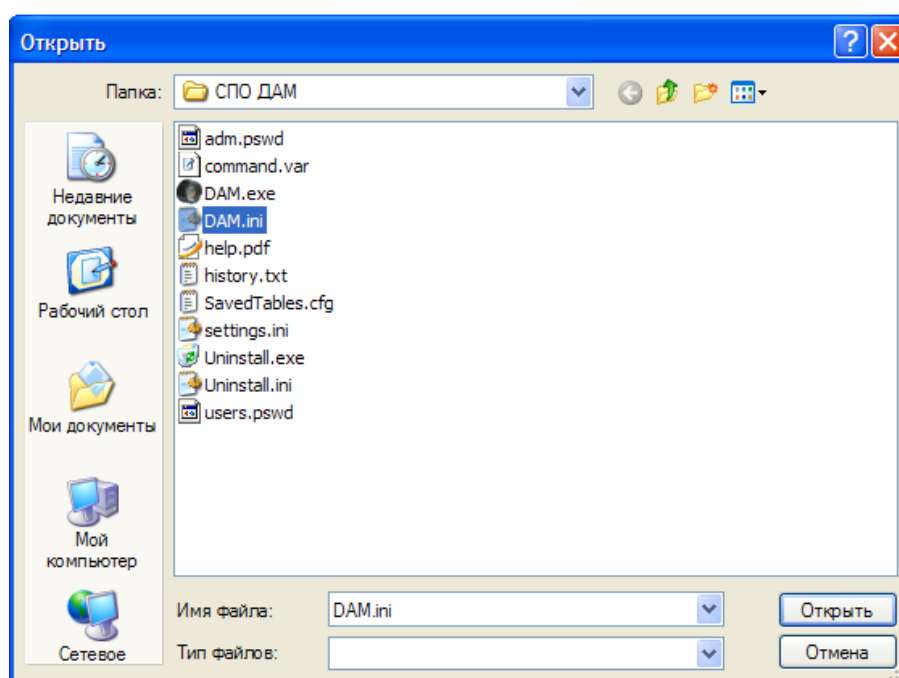 Открыть
Папка: СПО ДАМ
adm.pswd
command.var
DAM.exe
DAM.ini
help.pdf
history.txt
SavedTables.cfg
settings.ini
Uninstall.exe
Uninstall.ini
users.pswd
Недавние
документы
Рабочий стол
Мои документы
Мой
компьютер
Сетевое
Имя файла: DAM.ini Открыть
Тип файлов: Отмена